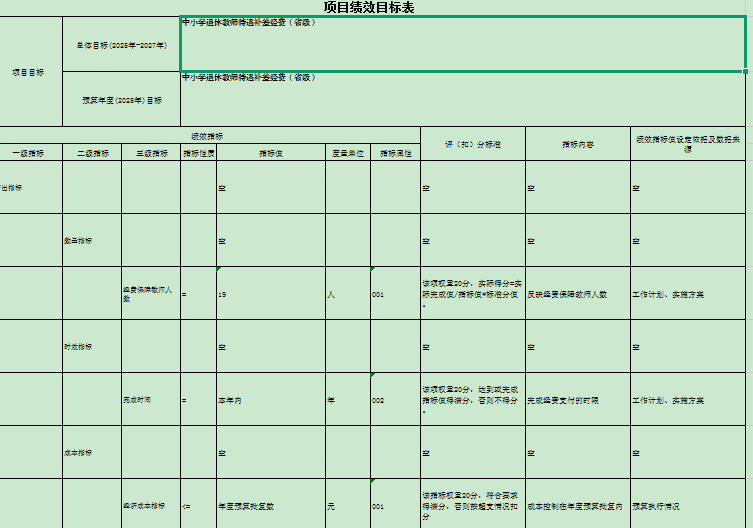 项目绩效目标表
项目目标
总体目标(2025年-2027年)
中小学退休教师待遇补差经费（省级）
预算年度(2025年)目标
中小学退休教师待遇补差经费（省级）
绩效指标
评（扣）分标准
指标内容
绩效指标值设定依据及数据来
源
一级指标 二级指标 三级指标 指标性质 指标值 度量单位 指标属性
出指标 空 空 空 空
数量指标 空 空 空 空
经费保障教师人
数
= 19 人 001
该项权重20分，实际得分=实
际完成值/指标值*标准分值
。
反映经费保障教师人数 工作计划、实施方案
时效指标 空 空 空 空
完成时间 = 本年内 年 002
该项权重20分，达到或完成
指标值得满分，否则不得分
。
完成经费支付的时限 工作计划、实施方案
成本指标 空 空 空 空
经济成本指标 <= 年度预算批复数 元 001
该指标权重20分，符合要求
得满分，否则按超支情况扣
分
成本控制在年度预算批复内 预算执行情况